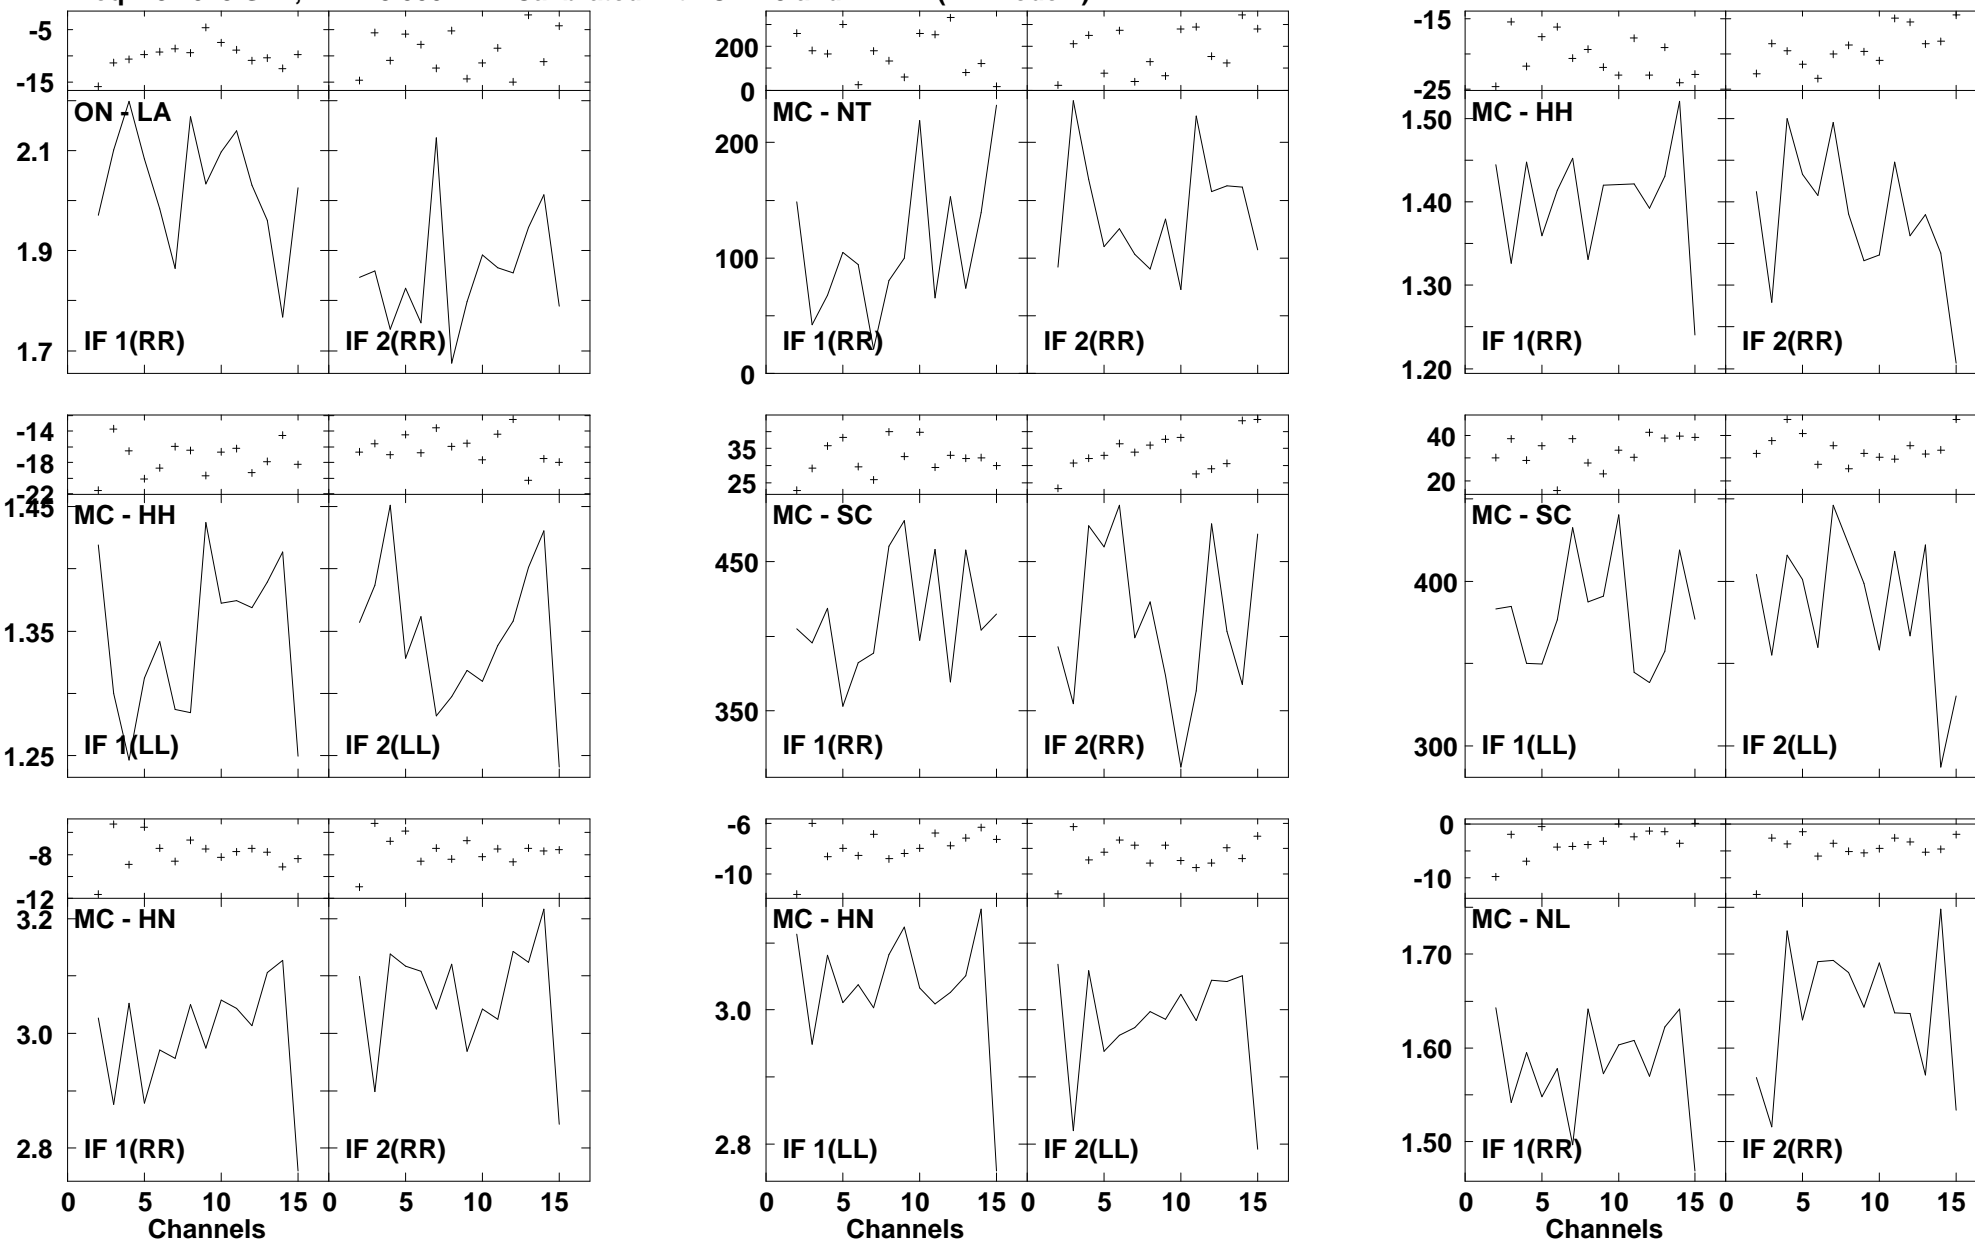 -5
-15
ON - LA
2.1
1.9
1.7
IF 1(RR)
IF 2(RR)
200
0
MC - NT
200
100
0
IF 1(RR)
IF 2(RR)
-15
-25
MC - HH
1.50
1.40
1.30
1.20
IF 1(RR)
IF 2(RR)
-14
-18
-22
MC - HH
1.45
1.35
1.25
IF 1(LL)
IF 2(LL)
35
25
MC - SC
450
350
IF 1(RR)
IF 2(RR)
40
20
MC - SC
400
300
IF 1(LL)
IF 2(LL)
-8
-12
MC - HN
3.2
3.0
2.8
IF 1(RR)
IF 2(RR)
0 5 10 15 0 5 10 15
Channels
-6
-10
MC - HN
3.0
2.8
IF 1(LL)
IF 2(LL)
0 5 10 15 0 5 10 15
Channels
0
-10
MC - NL
1.70
1.60
1.50
IF 1(RR)
IF 2(RR)
0 5 10 15 0 5 10 15
Channels